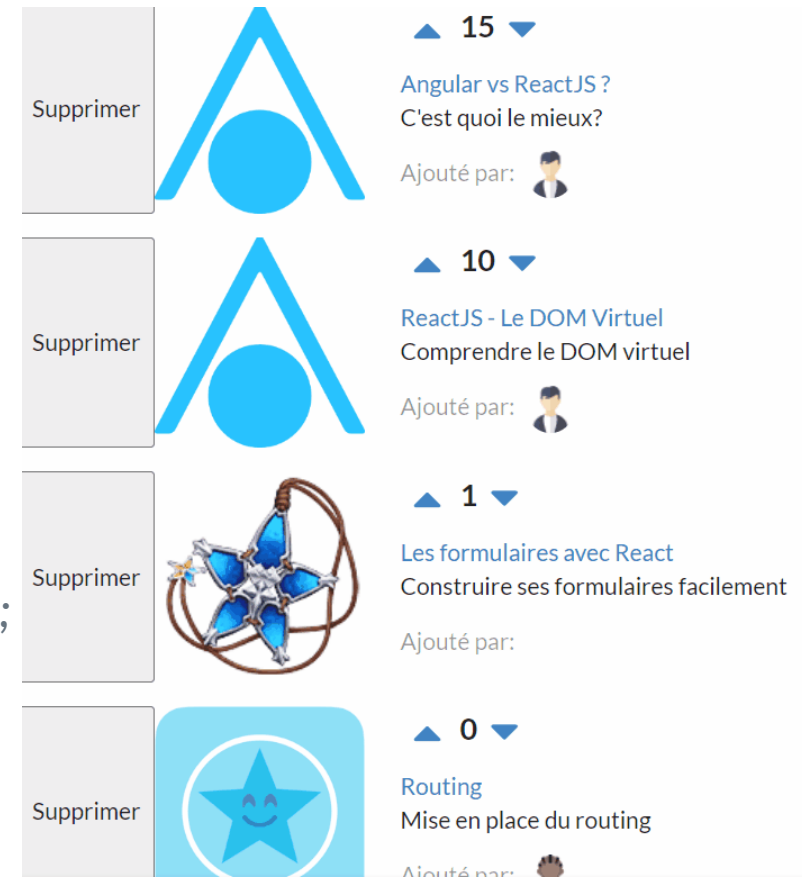 15
Supprimer
Angular vs ReactJS ?
C'est quoi le mieux?
Ajouté par:
10
Supprimer
ReactJS - Le DOM Virtuel
Comprendre le DOM virtuel
Ajouté par:
1
Supprimer
Les formulaires avec React
Construire ses formulaires facilement
;
Ajouté par:
0
Supprimer
Routing
Mise en place du routing
Ajouté par: